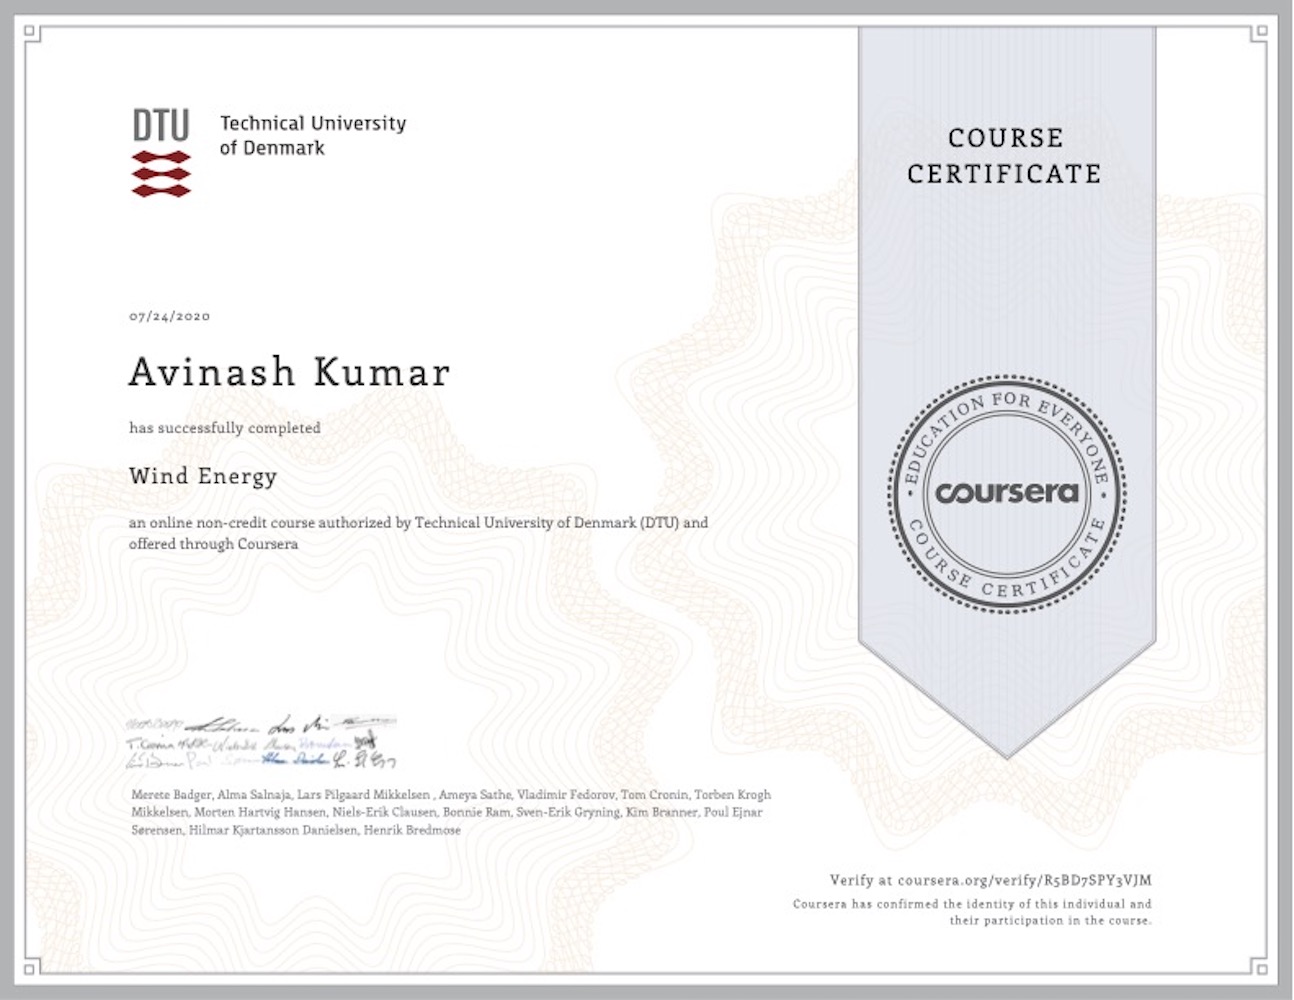 DTU
Technical University
of Denmark
COURSE
CERTIFICATE
07/24/2020
Avinash Kumar
has successfully completed
Wind Energy
an online non-credit course authorized by Technical University of Denmark (DTU) and
offered through Coursera
EDUCATION FOR EVERYONE
coursera
COURSE CERTIFICATE
T. Cronin
Merete Badger, Alma Salnaja, Lars Pilgaard Mikkelsen , Ameya Sathe, Vladimir Fedorov, Tom Cronin, Torben Krogh
Mikkelsen, Morten Hartvig Hansen, Niels-Erik Clausen, Bonnie Ram, Sven-Erik Gryning, Kim Branner, Poul Ejnar
Sørensen, Hilmar Kjartansson Danielsen, Henrik Bredmose
Verify at coursera.org/verify/R5BD7SPY3VJM
Coursera has confirmed the identity of this individual and
their participation in the course.